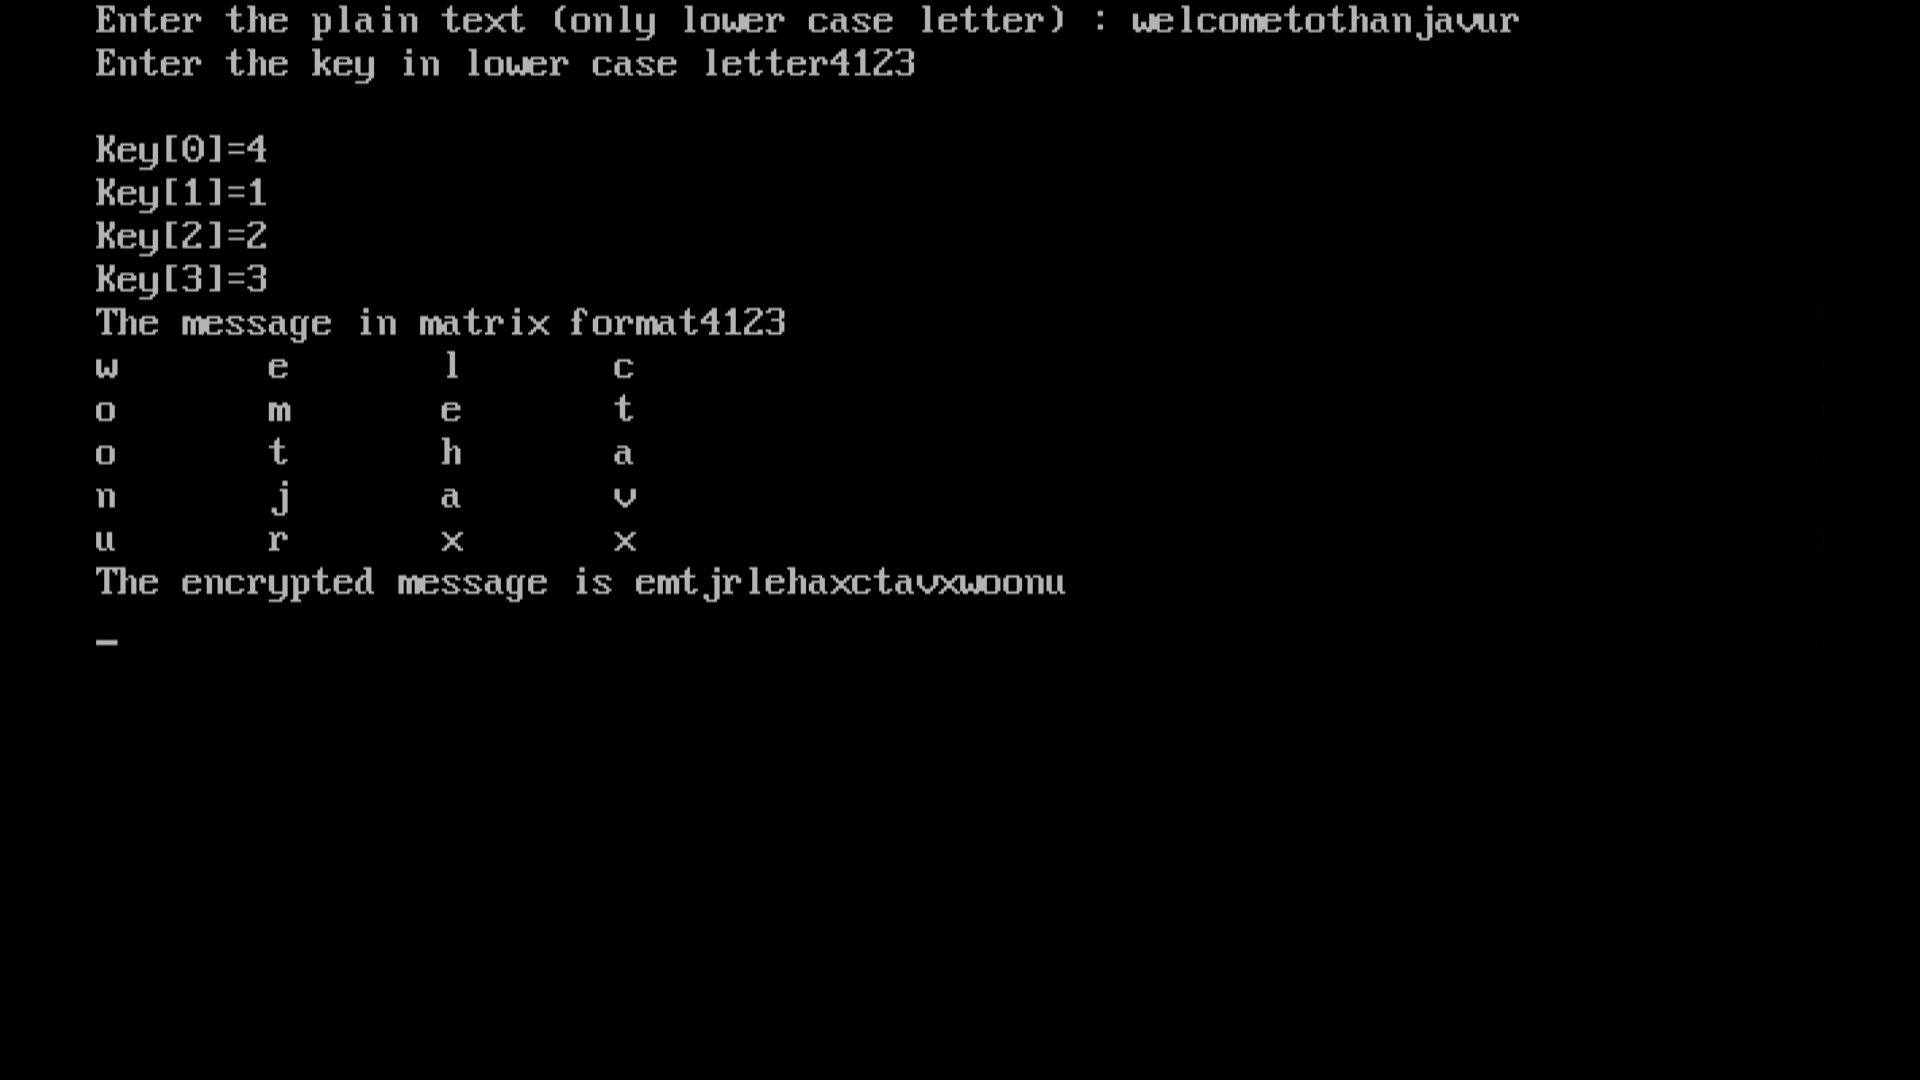 Enter the plain text (only lower case letter) : welcometothanjavur
Enter the key in lower case letter4123
Key[0]=4
Key[1]=1
Key[2]=2
Key[3]=3
The message in matrix format4123
w e l c
o m e t
o t h a
n j a v
u r x x
The encrypted message is emtjrlehaxctavxwoonu
_